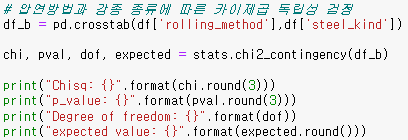 # 압연방법과 강종 종류에 따른 카이제곱 독립성 검정
df_b = pd.crosstab(df['rolling_method'],df['steel_kind'])
chi, pval, dof, expected = stats.chi2_contingency(df_b)
print("Chisq: {}".format(chi.round(3)))
print("p_value: {}".format(pval.round(3)))
print("Degree of freedom: {}".format(dof))
print("expected value: {}".format(expected.round()))